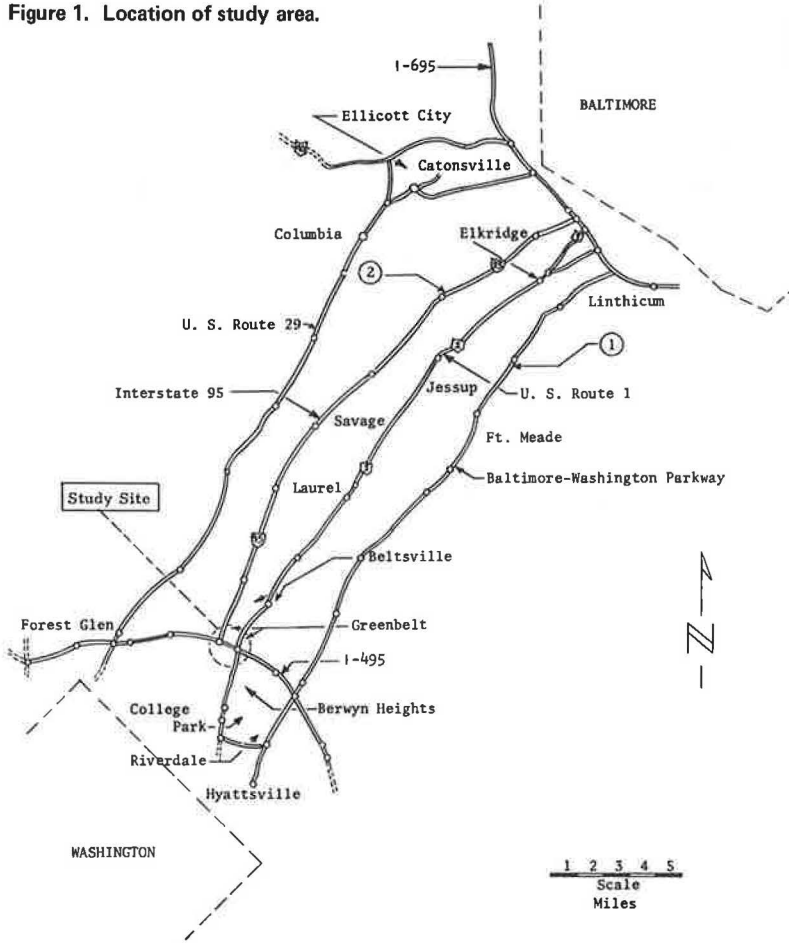 Figure 1. Location of study area.
I-695
BALTIMORE
Ellicott City
Catonsville
Columbia
Elkridge
2
Linthicum
U. S. Route 29
1
Interstate 95
Jessup
U. S. Route 1
Savage
Ft. Meade
Laurel
Baltimore-Washington Parkway
Study Site
Beltsville
Forest Glen
Greenbelt
I-495
College
Park
Berwyn Heights
Riverdale
Hyattsville
WASHINGTON
N
1 2 3 4 5
Scale
Miles